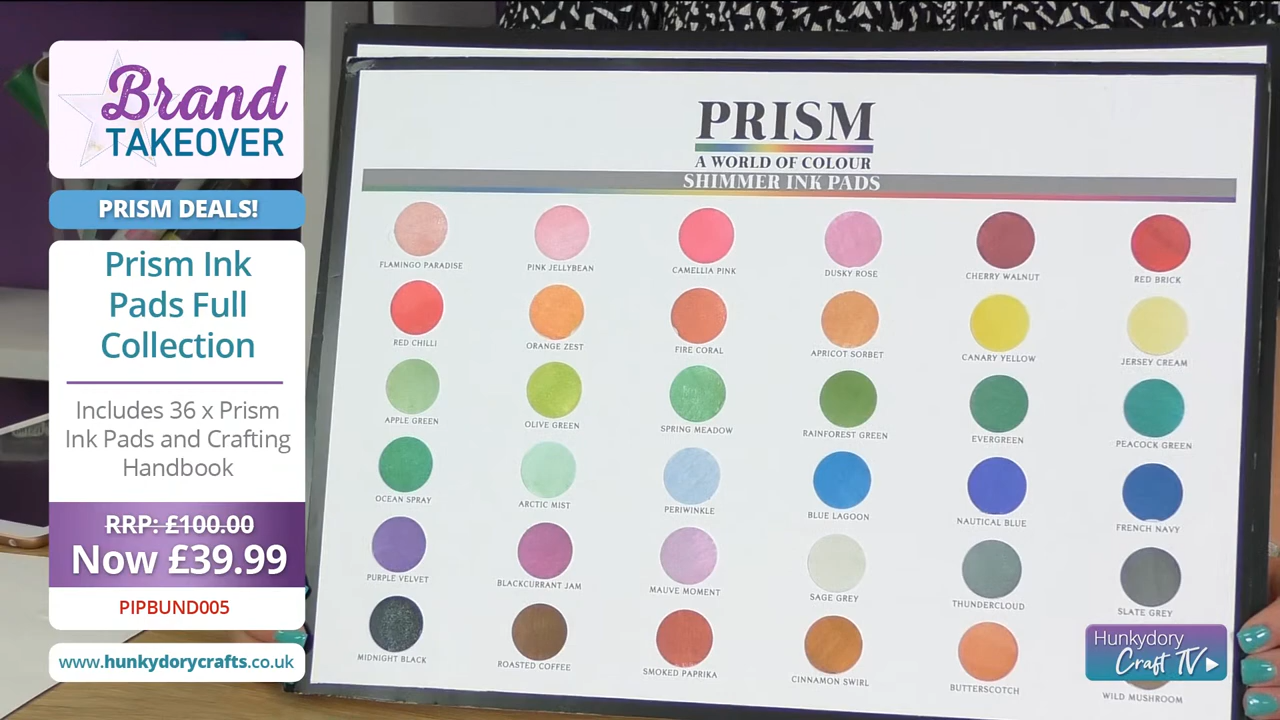 Brand
TAKEOVER
PRISM DEALS!
Prism Ink
Pads Full
Collection
Includes 36 x Prism
Ink Pads and Crafting
Handbook
RRP: £100.00
Now £39.99
PIPBUND005
www.hunkydorycrafts.co.uk
PRISM
A WORLD OF COLOUR
SHIMMER INK PADS
FLAMINGO PARADISE
PINK JELLYBEAN
CAMELLIA PINK
DUSKY ROSE
CHERRY WALNUT
RED BRICK
RED CHILLI
ORANGE ZEST
FIRE CORAL
APRICOT SORBET
CANARY YELLOW
JERSEY CREAM
APPLE GREEN
OLIVE GREEN
SPRING MEADOW
RAINFOREST GREEN
EVERGREEN
PEACOCK GREEN
OCEAN SPRAY
ARCTIC MIST
PERIWINKLE
BLUE LAGOON
NAUTICAL BLUE
FRENCH NAVY
PURPLE VELVET
BLACKCURRANT JAM
MAUVE MOMENT
SAGE GREY
THUNDERCLOUD
SLATE GREY
MIDNIGHT BLACK
ROASTED COFFEE
SMOKED PAPRIKA
CINNAMON SWIRL
BUTTERSCOTCH
WILD MUSHROOM
Hunkydory
Craft TV